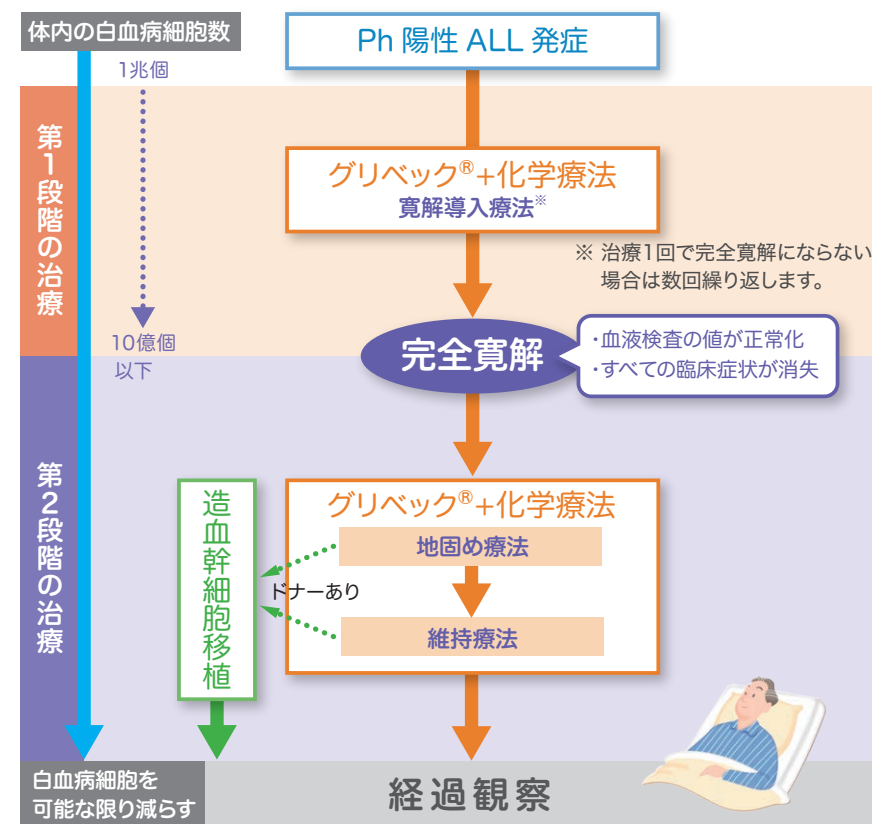 体内の白血病細胞数
Ph 陽性 ALL 発症
1兆個
第1段階の治療
グリベック®+化学療法
寛解導入療法※
※ 治療1回で完全寛解にならない
場合は数回繰り返します。
10億個
以下
完全寛解
・血液検査の値が正常化
・すべての臨床症状が消失
第2段階の治療
造血幹細胞移植
グリベック®+化学療法
地固め療法
ドナーあり
維持療法
白血病細胞を
可能な限り減らす
経過観察